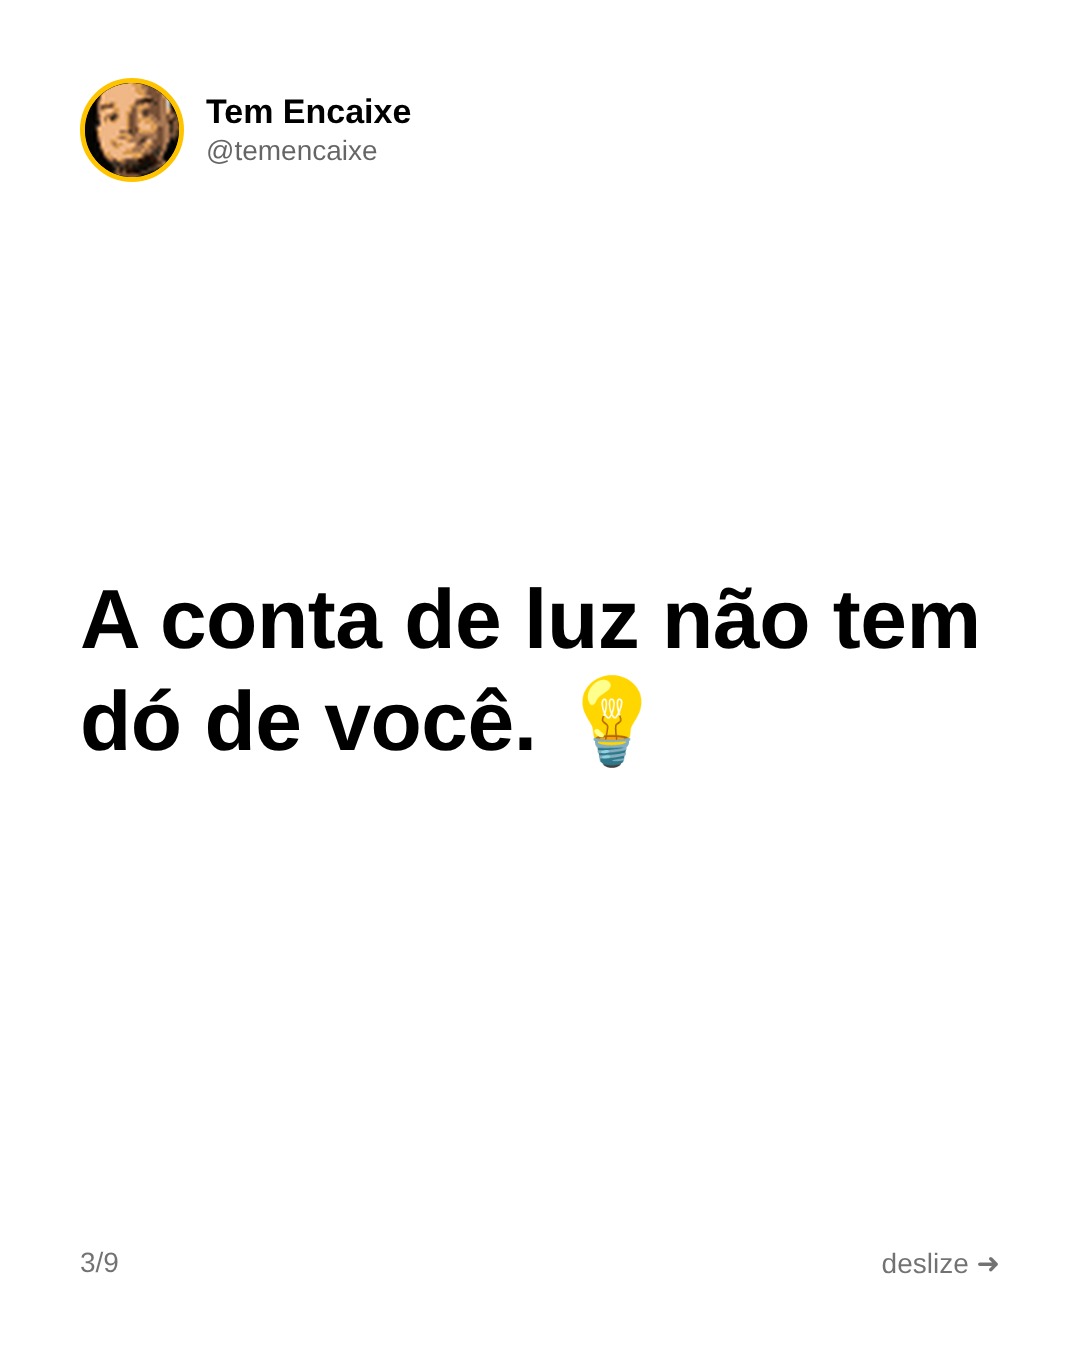 Tem Encaixe
@temencaixe
A conta de luz não tem
dó de você. 💡
3/9
deslize ➜